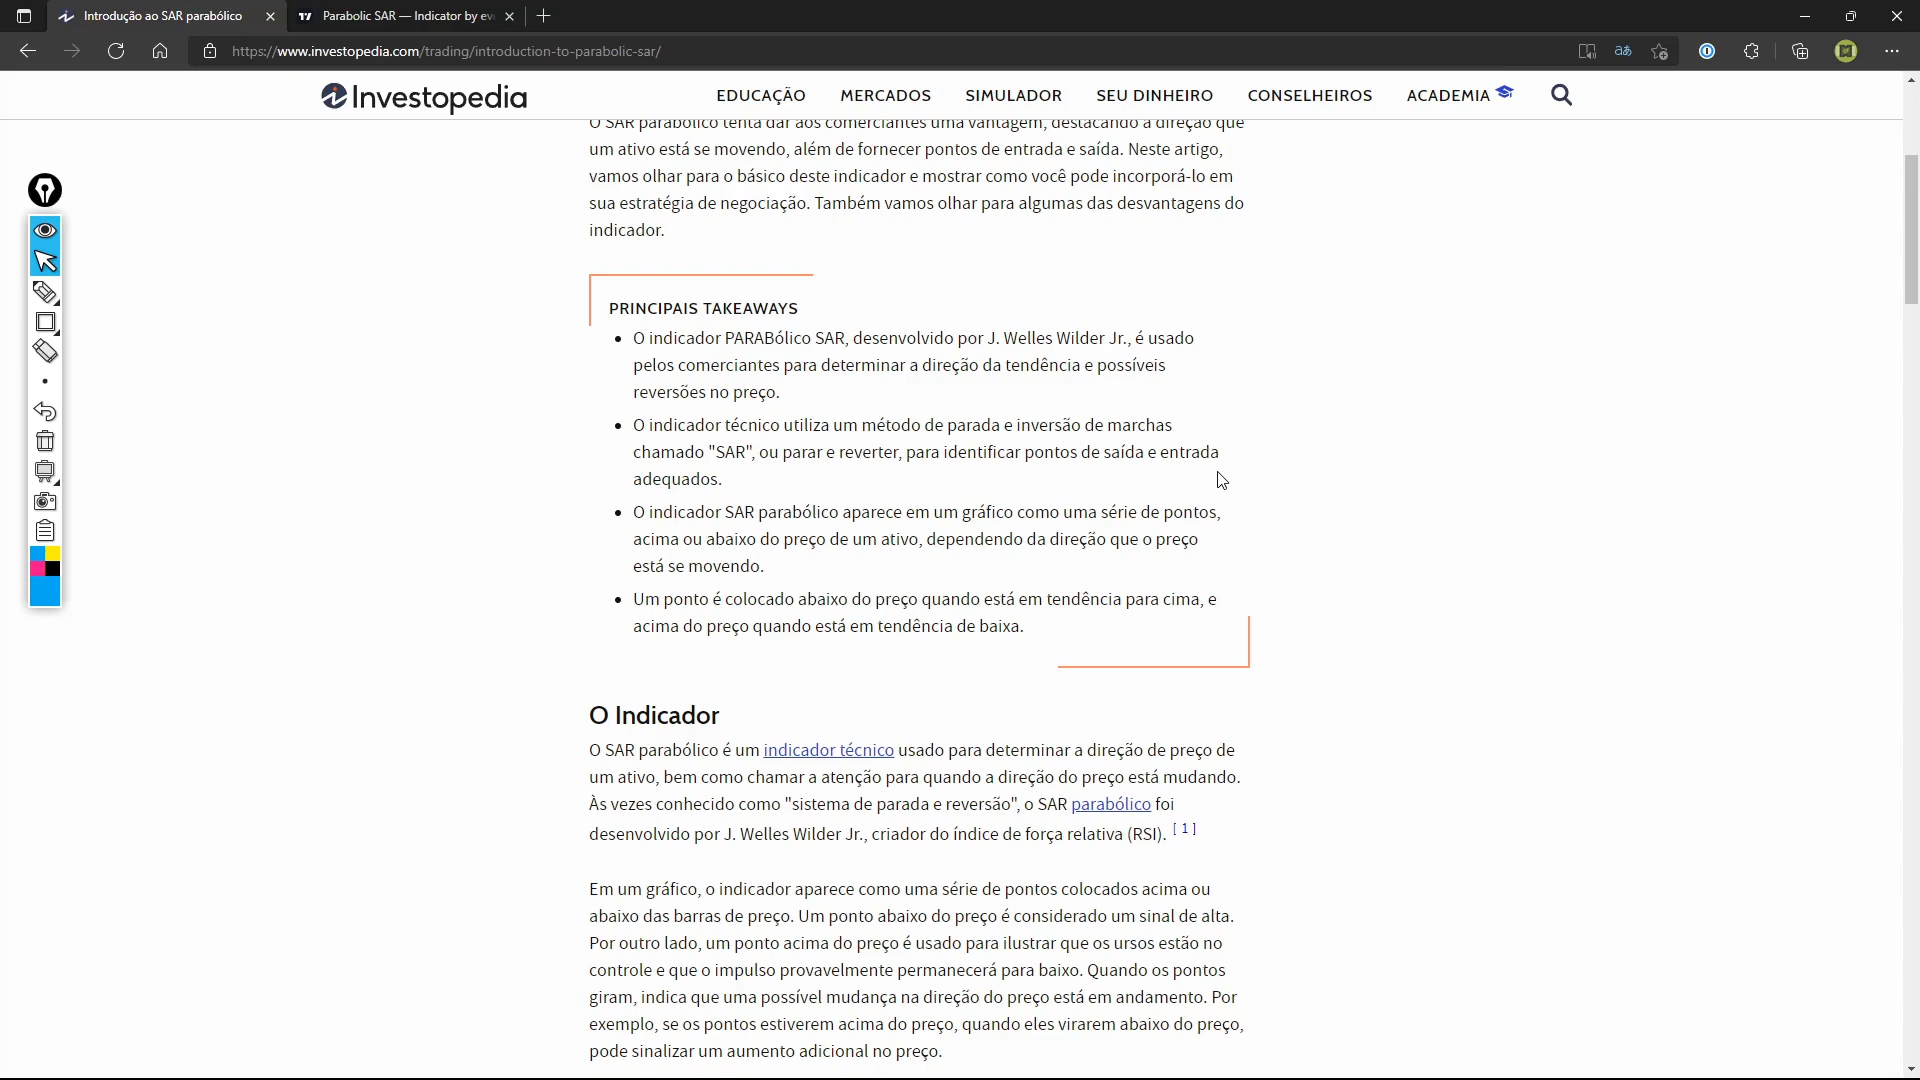 Introdução ao SAR parabólico
Parabolic SAR — Indicator by ev
https://www.investopedia.com/trading/introduction-to-parabolic-sar/
Investopedia
EDUCAÇÃO
MERCADOS
SIMULADOR
SEU DINHEIRO
CONSELHEIROS
ACADEMIA
O SAR parabólico tenta dar aos comerciantes uma vantagem, destacando a direção que
um ativo está se movendo, além de fornecer pontos de entrada e saída. Neste artigo,
vamos olhar para o básico deste indicador e mostrar como você pode incorporá-lo em
sua estratégia de negociação. Também vamos olhar para algumas das desvantagens do
indicador.
PRINCIPAIS TAKEAWAYS
O indicador PARABólico SAR, desenvolvido por J. Welles Wilder Jr., é usado
pelos comerciantes para determinar a direção da tendência e possíveis
reversões no preço.
O indicador técnico utiliza um método de parada e inversão de marchas
chamado "SAR", ou parar e reverter, para identificar pontos de saída e entrada
adequados.
O indicador SAR parabólico aparece em um gráfico como uma série de pontos,
acima ou abaixo do preço de um ativo, dependendo da direção que o preço
está se movendo.
Um ponto é colocado abaixo do preço quando está em tendência para cima, e
acima do preço quando está em tendência de baixa.
O Indicador
O SAR parabólico é um indicador técnico usado para determinar a direção de preço de
um ativo, bem como chamar a atenção para quando a direção do preço está mudando.
Às vezes conhecido como "sistema de parada e reversão", o SAR parabólico foi
desenvolvido por J. Welles Wilder Jr., criador do índice de força relativa (RSI). [ 1 ]
Em um gráfico, o indicador aparece como uma série de pontos colocados acima ou
abaixo das barras de preço. Um ponto abaixo do preço é considerado um sinal de alta.
Por outro lado, um ponto acima do preço é usado para ilustrar que os ursos estão no
controle e que o impulso provavelmente permanecerá para baixo. Quando os pontos
giram, indica que uma possível mudança na direção do preço está em andamento. Por
exemplo, se os pontos estiverem acima do preço, quando eles virarem abaixo do preço,
pode sinalizar um aumento adicional no preço.